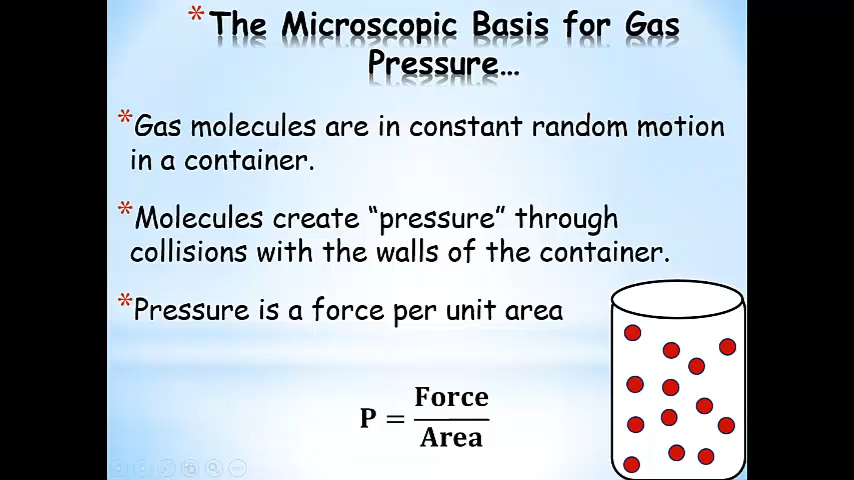 *The Microscopic Basis for Gas
Pressure…
*Gas molecules are in constant random motion
in a container.
*Molecules create “pressure” through
collisions with the walls of the container.
*Pressure is a force per unit area
P = Force/Area